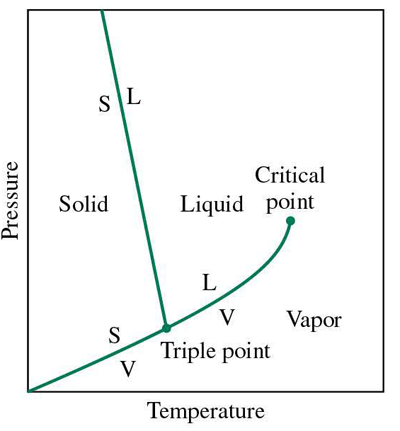 S L
Critical
point
Solid
Liquid
Pressure
L
V
Vapor
S
V
Triple point
Temperature